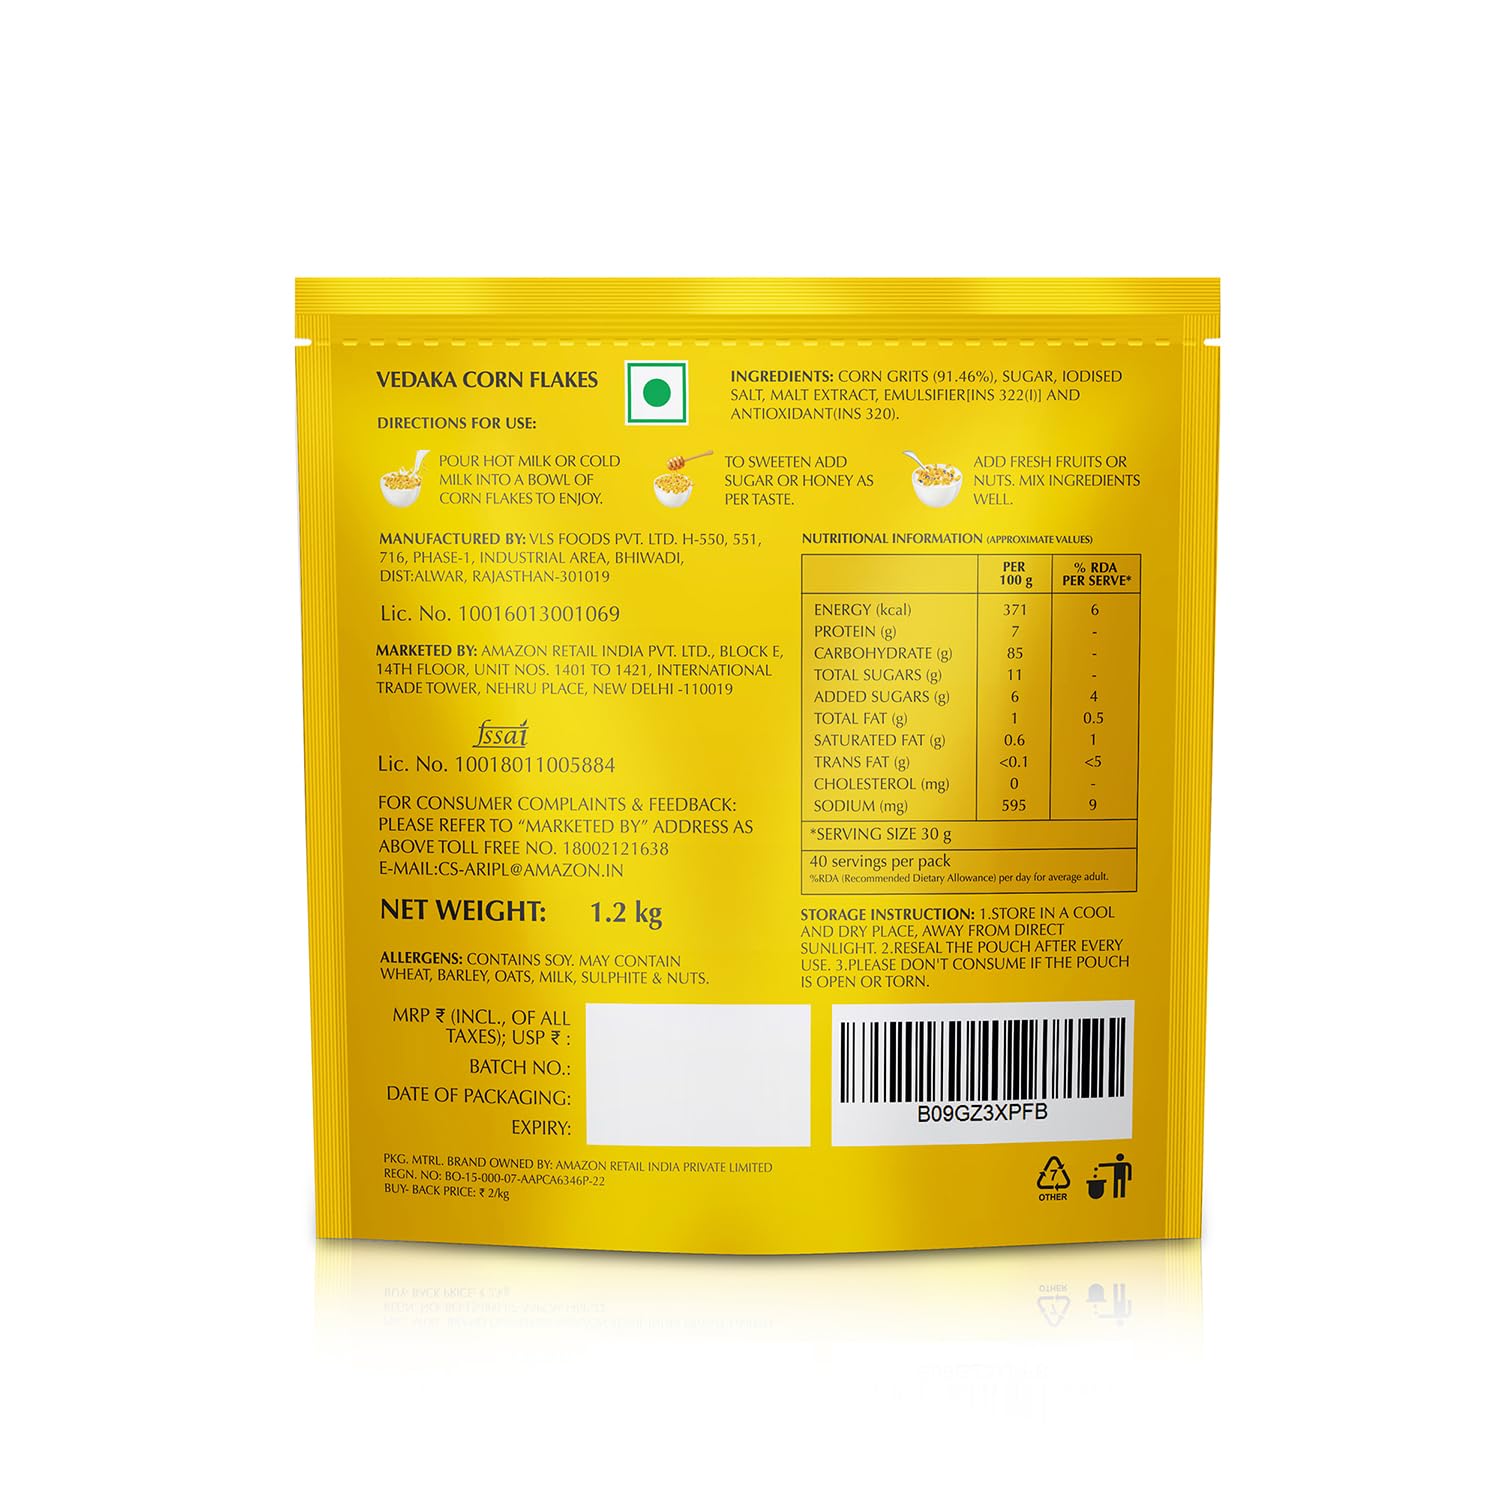 VEDAKA CORN FLAKES
DIRECTIONS FOR USE:
INGREDIENTS: CORN GRITS (91.46%), SUGAR, IODISED
SALT, MALT EXTRACT, EMULSIFIER[INS 322(I)] AND
ANTIOXIDANT(INS 320).
POUR HOT MILK OR COLD
MILK INTO A BOWL OF
CORN FLAKES TO ENJOY.
TO SWEETEN ADD
SUGAR OR HONEY AS
PER TASTE.
ADD FRESH FRUITS OR
NUTS. MIX INGREDIENTS
WELL.
MANUFACTURED BY: VLS FOODS PVT. LTD. H-550, 551,
716, PHASE-1, INDUSTRIAL AREA, BHIWADI,
DIST:ALWAR, RAJASTHAN-301019
Lic. No. 10016013001069
MARKETED BY: AMAZON RETAIL INDIA PVT. LTD., BLOCK E,
14TH FLOOR, UNIT NOS. 1401 TO 1421, INTERNATIONAL
TRADE TOWER, NEHRU PLACE, NEW DELHI -110019
fssai
Lic. No. 10018011005884
FOR CONSUMER COMPLAINTS & FEEDBACK:
PLEASE REFER TO “MARKETED BY” ADDRESS AS
ABOVE TOLL FREE NO. 18002121638
E-MAIL:CS-ARIPL@AMAZON.IN
NET WEIGHT: 1.2 kg
ALLERGENS: CONTAINS SOY. MAY CONTAIN
WHEAT, BARLEY, OATS, MILK, SULPHITE & NUTS.
NUTRITIONAL INFORMATION (APPROXIMATE VALUES)
PER 100 g % RDA PER SERVE*
ENERGY (kcal) 371 6
PROTEIN (g) 7 -
CARBOHYDRATE (g) 85 -
TOTAL SUGARS (g) 11 -
ADDED SUGARS (g) 6 4
TOTAL FAT (g) 1 0.5
SATURATED FAT (g) 0.6 1
TRANS FAT (g) <0.1 <5
CHOLESTEROL (mg) 0 -
SODIUM (mg) 595 9
*SERVING SIZE 30 g
40 servings per pack
%RDA (Recommended Dietary Allowance) per day for average adult.
STORAGE INSTRUCTION: 1.STORE IN A COOL
AND DRY PLACE, AWAY FROM DIRECT
SUNLIGHT. 2.RESEAL THE POUCH AFTER EVERY
USE. 3.PLEASE DON'T CONSUME IF THE POUCH
IS OPEN OR TORN.
MRP ₹ (INCL., OF ALL
TAXES); USP ₹ :
BATCH NO.:
DATE OF PACKAGING:
EXPIRY:
B09GZ3XPFB
PKG. MTRL. BRAND OWNED BY: AMAZON RETAIL INDIA PRIVATE LIMITED
REGN. NO: BO-15-000-07-AAPCA6346P-22
BUY- BACK PRICE: ₹ 2/kg
7
OTHER